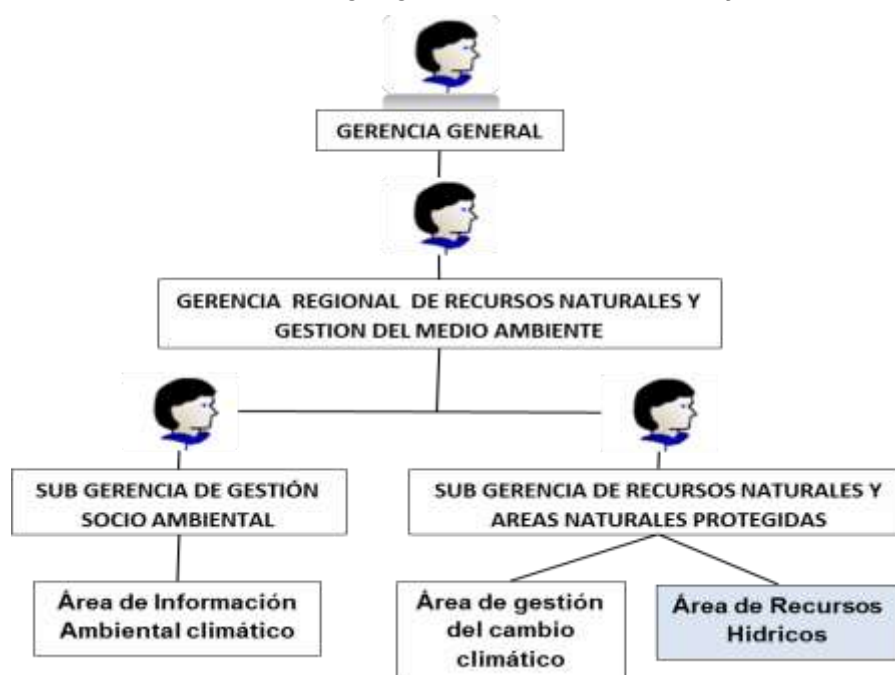 GERENCIA GENERAL
GERENCIA REGIONAL DE RECURSOS NATURALES Y
GESTION DEL MEDIO AMBIENTE
SUB GERENCIA DE GESTIÓN
SOCIO AMBIENTAL
SUB GERENCIA DE RECURSOS NATURALES Y
AREAS NATURALES PROTEGIDAS
Área de Información
Ambiental climático
Área de gestión
del cambio
climático
Área de Recursos
Hidricos